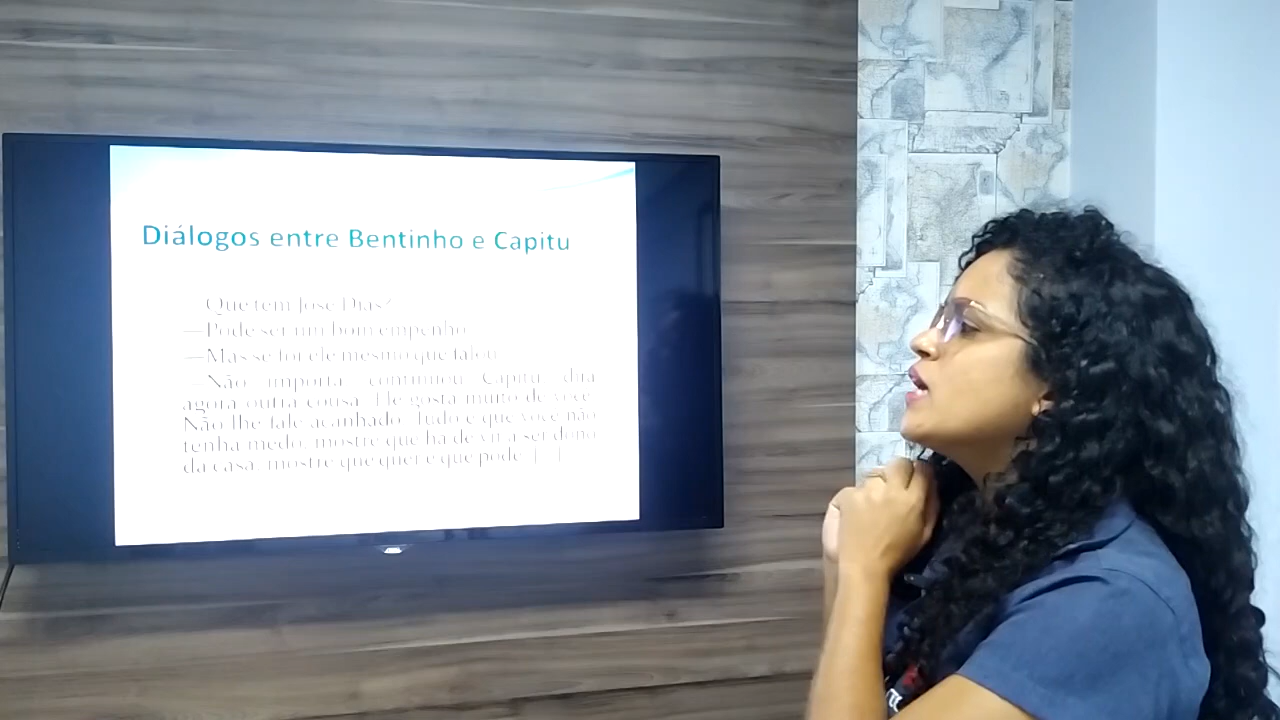 Diálogos entre Bentinho e Capitu
—Que tem José Dias?
—Pode ser um bom empenho.
—Mas se foi ele mesmo que falou
—Não importa, continuou Capitu, dirá
agora outra cousa. Ele gosta muito de você.
Não lhe fale acanhado. Tudo é que você não
tenha medo, mostre que há de vir a ser dono
da casa, mostre que quer e que pode. [...]